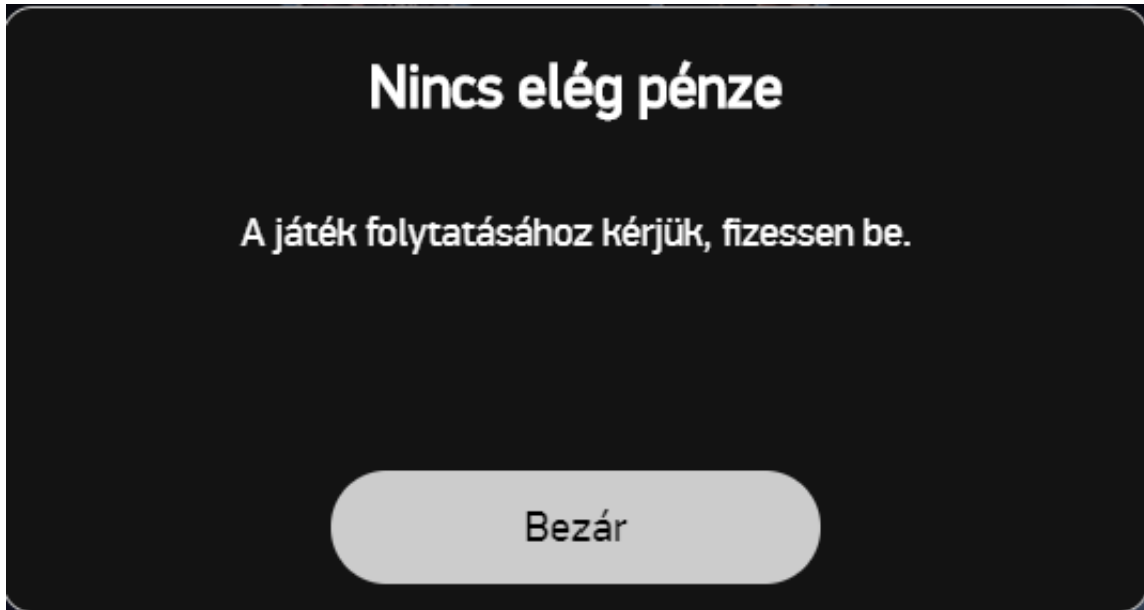 Nincs elég pénze
A játék folytatásához kérjük, fizessen be.
Bezár